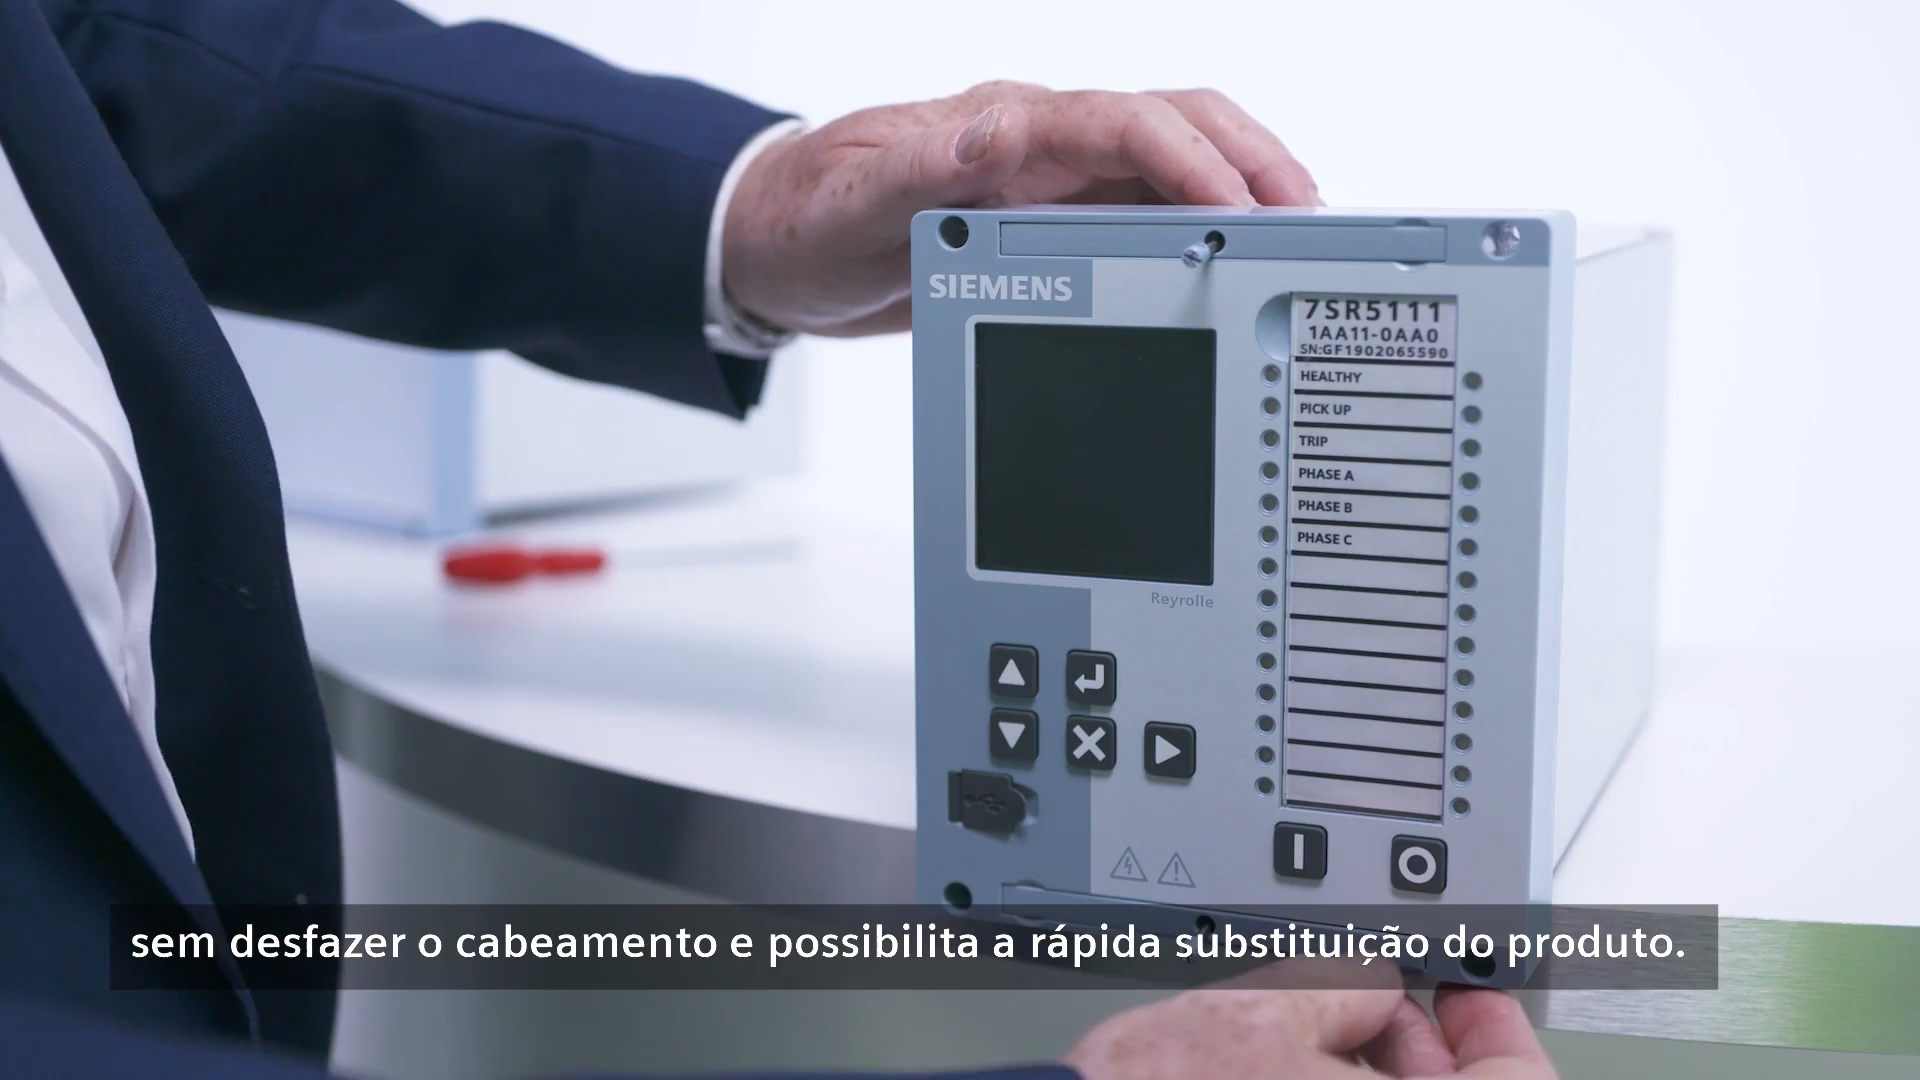 SIEMENS
7SR5111
1AA11-0AA0
SN:GF1902065590
HEALTHY
PICK UP
TRIP
PHASE A
PHASE B
PHASE C
Reyrolle
sem desfazer o cabeamento e possibilita a rápida substituição do produto.